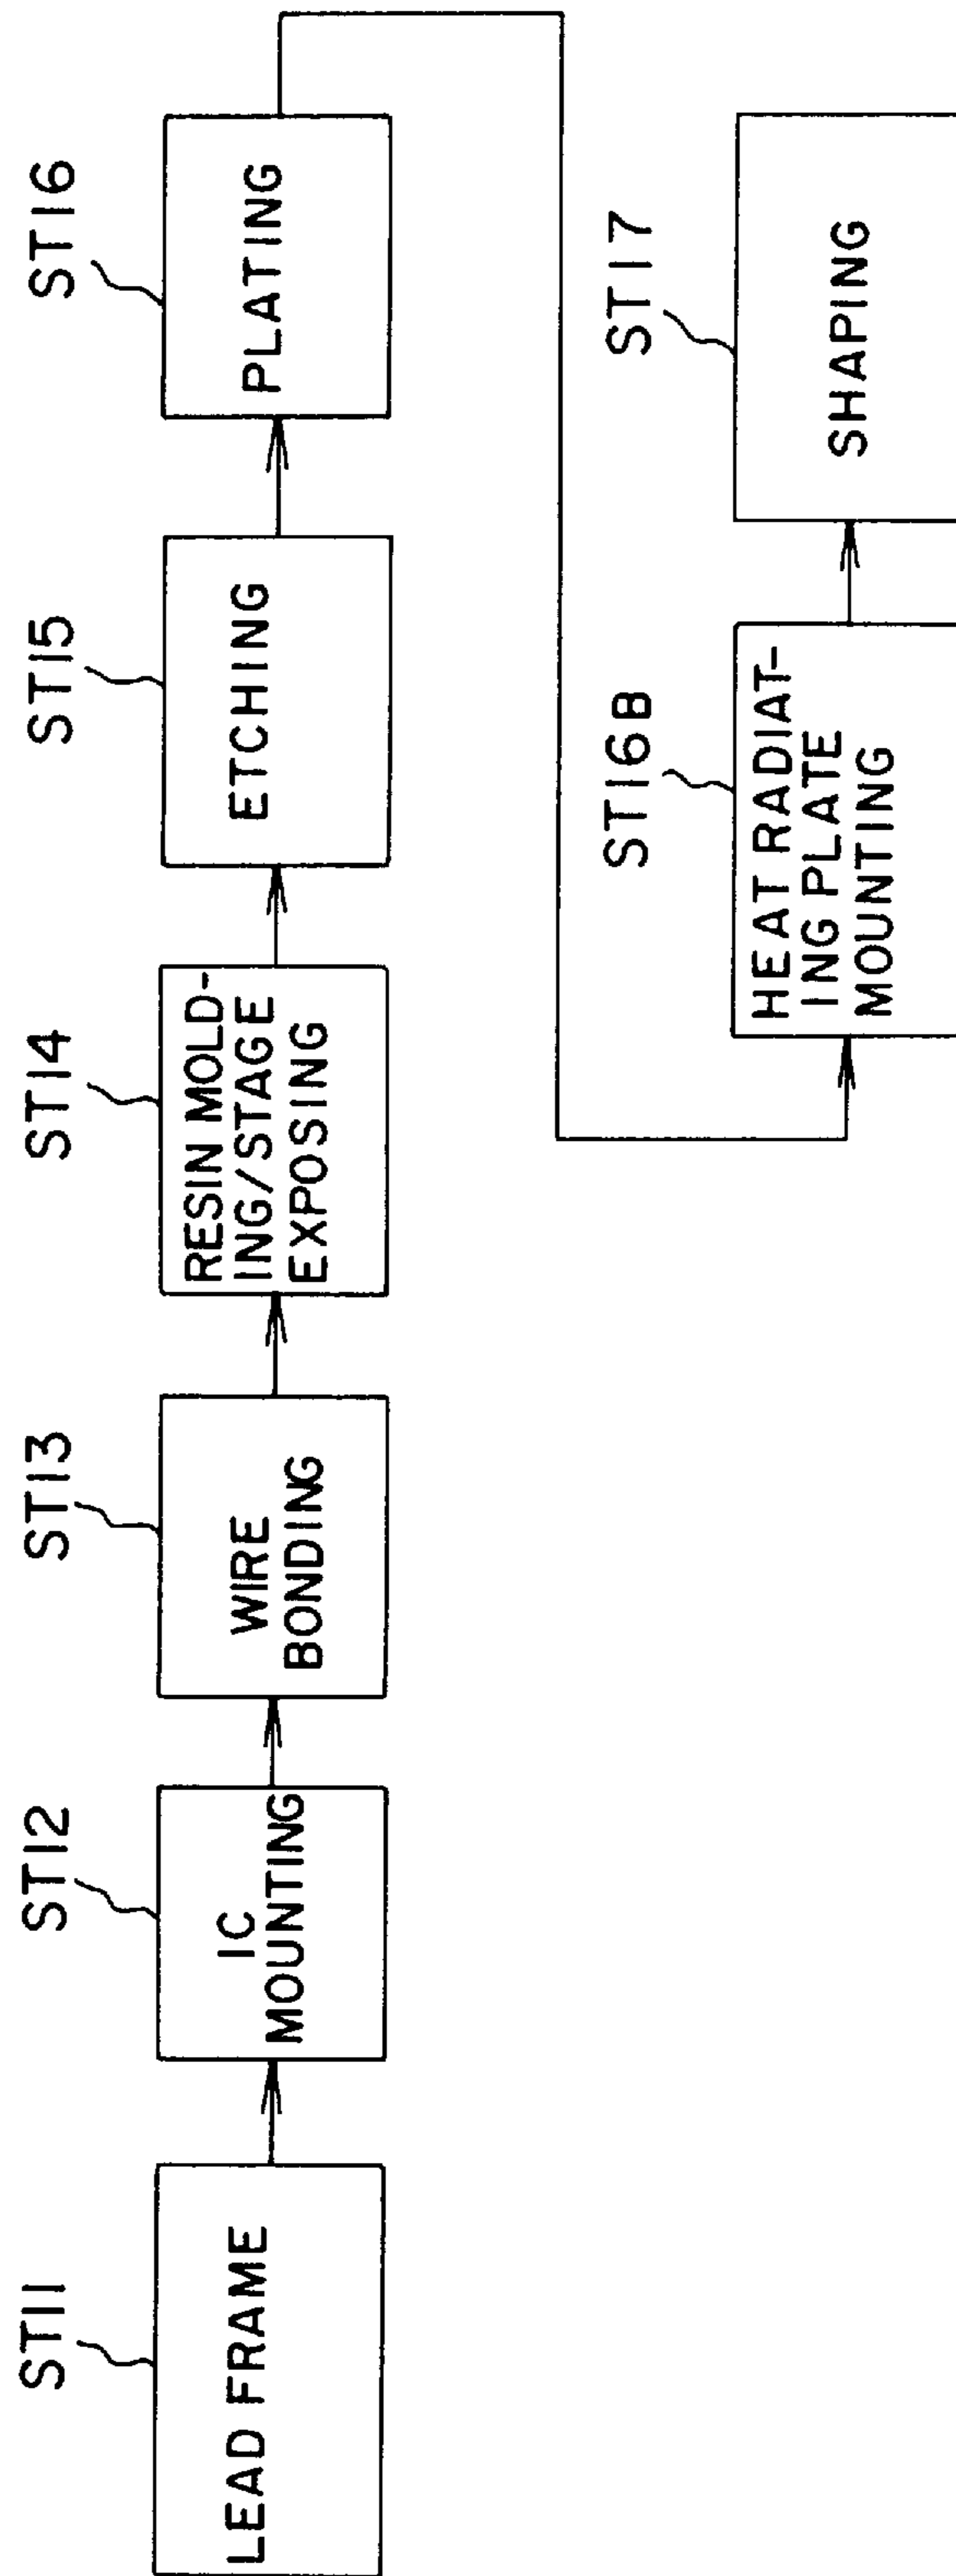 ST11
LEAD FRAME
ST12
IC
MOUNTING
ST13
WIRE
BONDING
ST14
RESIN MOLD-
ING/STAGE
EXPOSING
ST15
ETCHING
ST16
PLATING
ST16B
HEAT RADIAT-
ING PLATE
MOUNTING
ST17
SHAPING